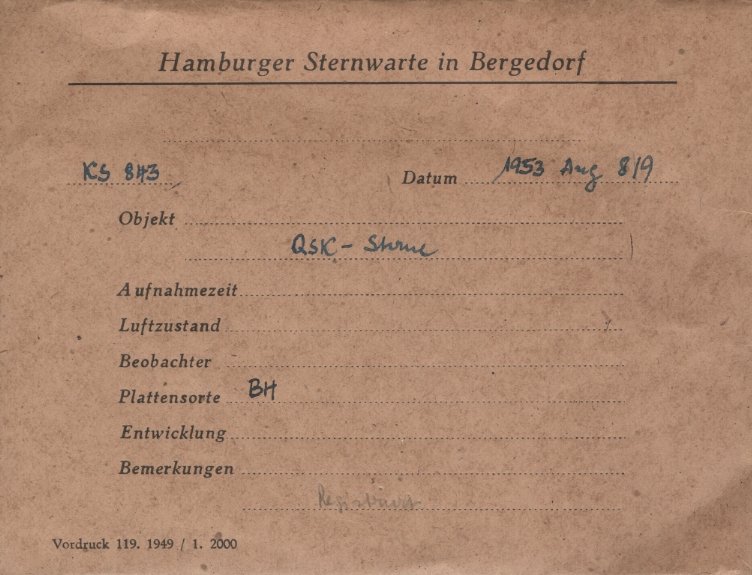 Hamburger Sternwarte in Bergedorf
KS 843 Datum 1953 Aug 8/9
Objekt
QSK - Sterne
Aufnahmezeit
Luftzustand
Beobachter
Plattensorte BH
Entwicklung
Bemerkungen
Registriert
Vordruck 119. 1949 / 1. 2000